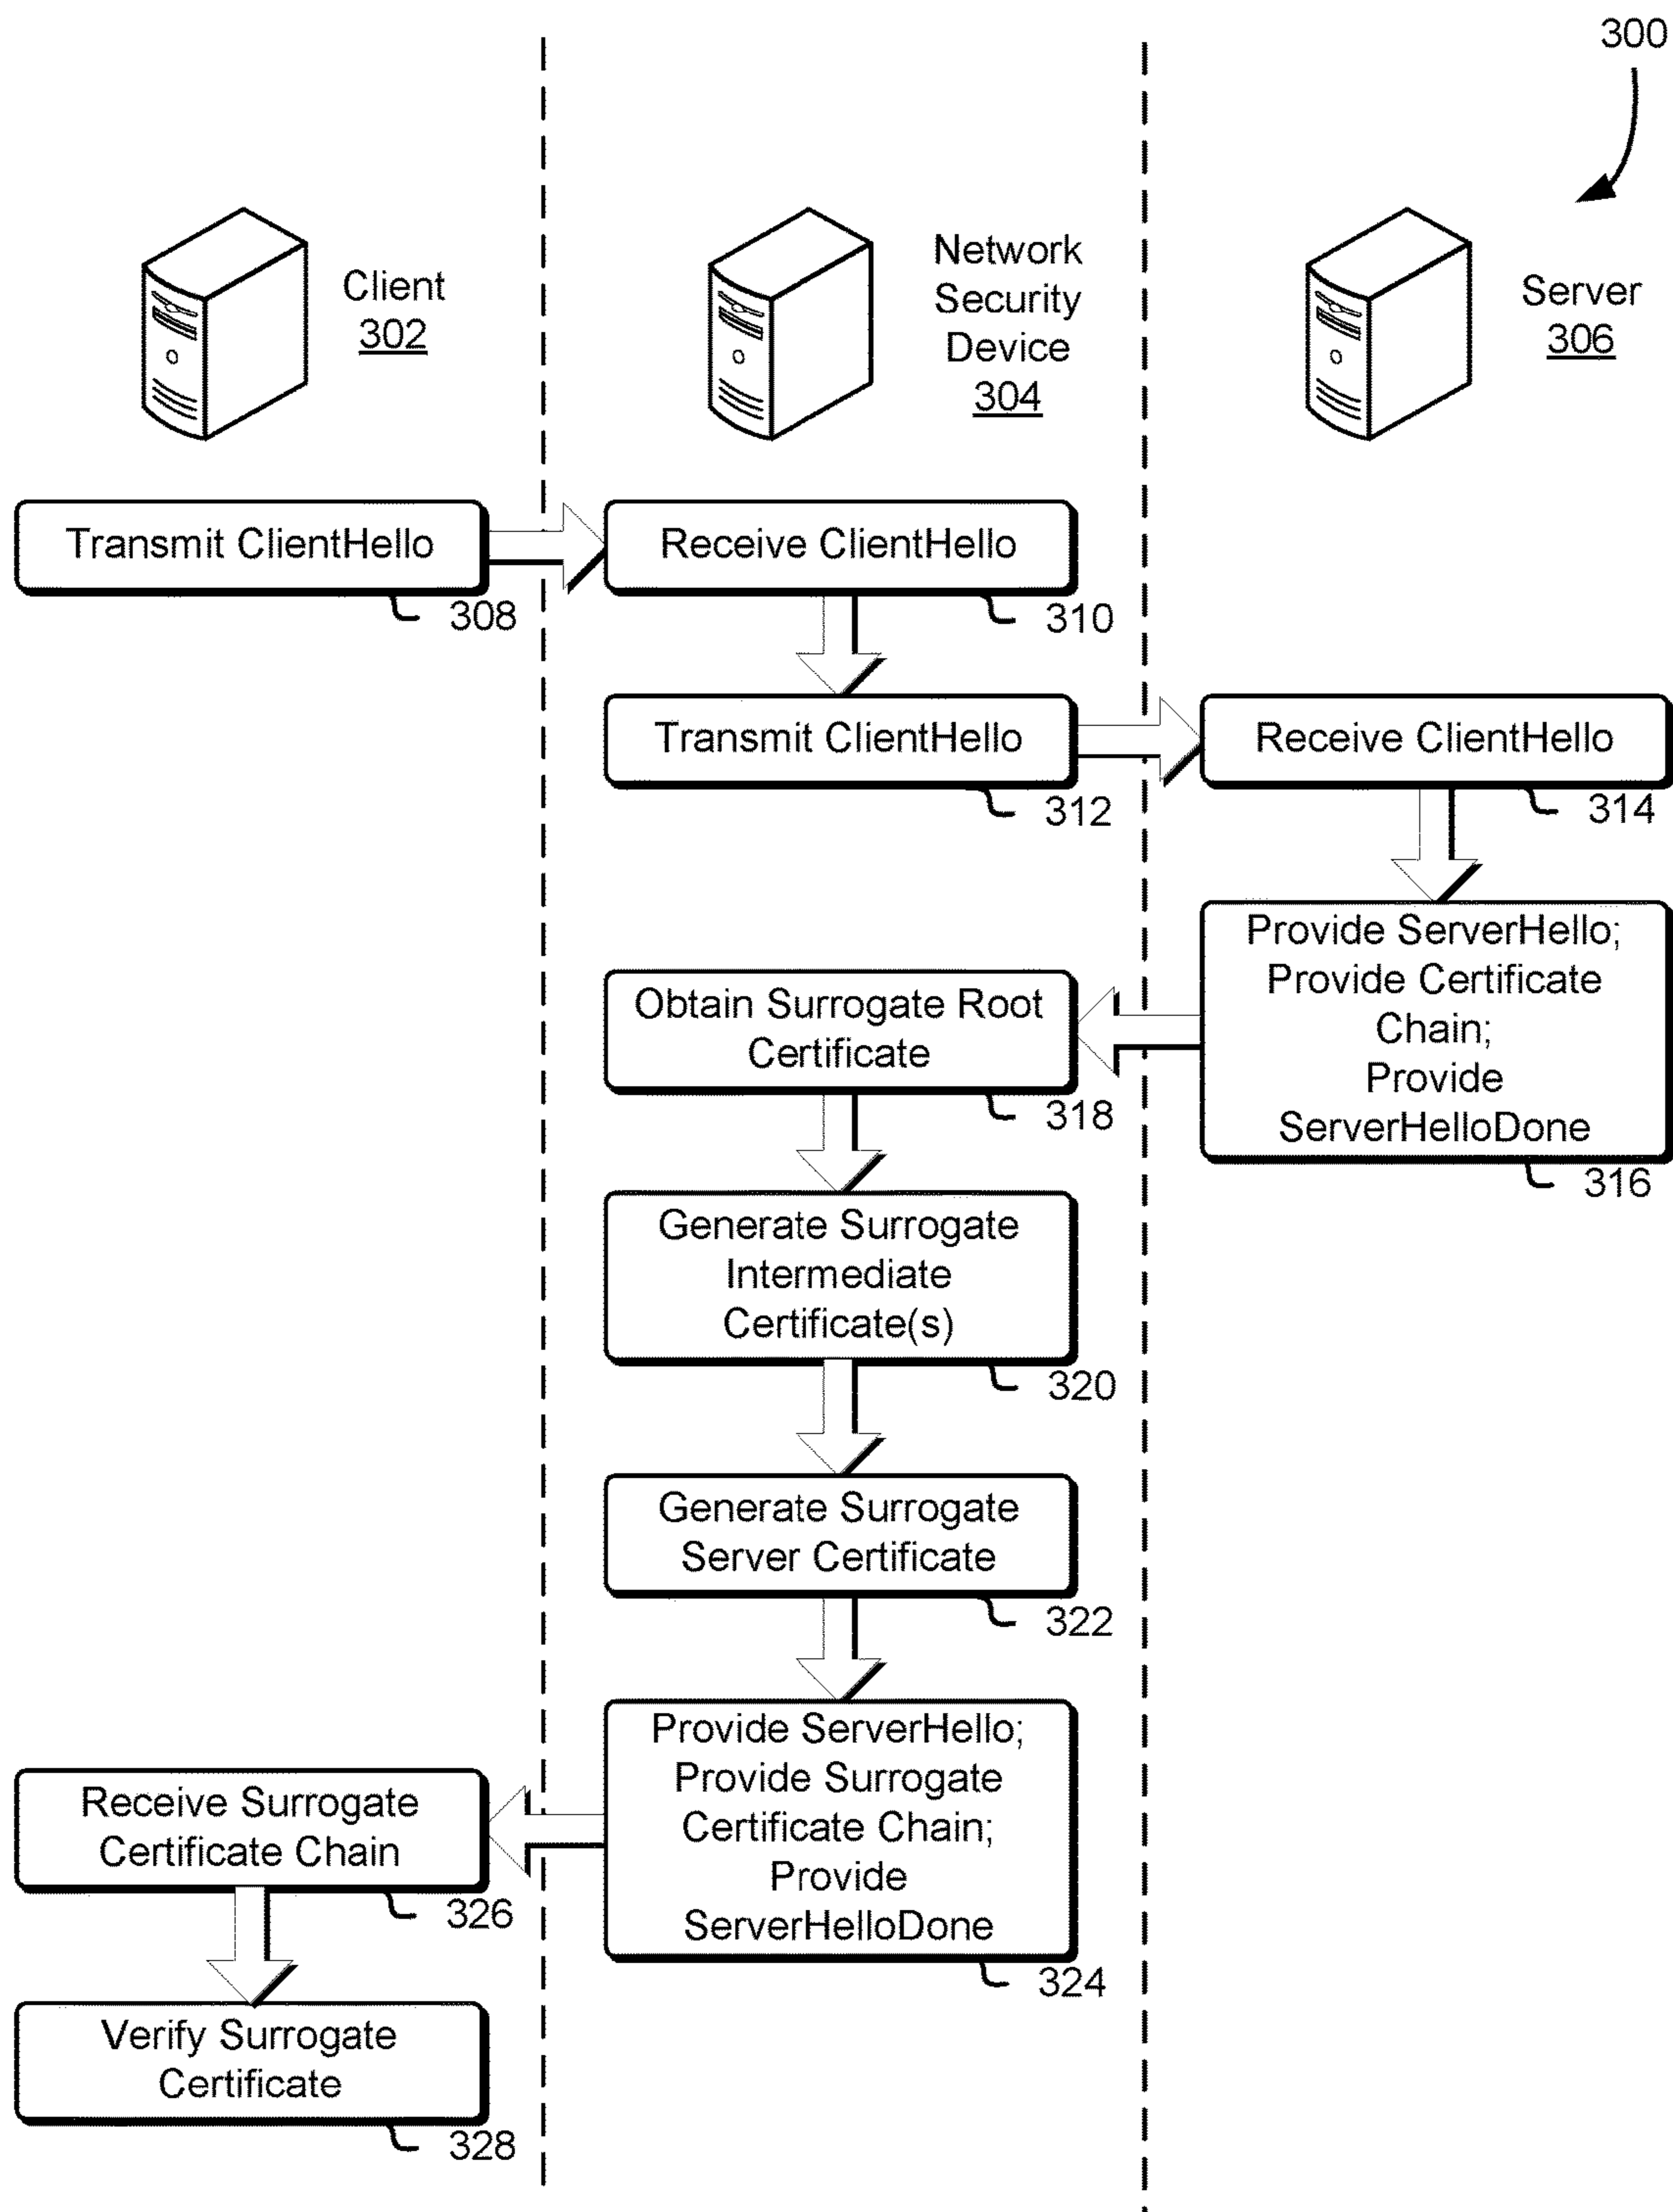 300
Client
302
Network
Security
Device
304
Server
306
Transmit ClientHello
308
Receive ClientHello
310
Transmit ClientHello
312
Receive ClientHello
314
Provide ServerHello;
Provide Certificate
Chain;
Provide
ServerHelloDone
316
Obtain Surrogate Root
Certificate
318
Generate Surrogate
Intermediate
Certificate(s)
320
Generate Surrogate
Server Certificate
322
Provide ServerHello;
Provide Surrogate
Certificate Chain;
Provide
ServerHelloDone
324
Receive Surrogate
Certificate Chain
326
Verify Surrogate
Certificate
328